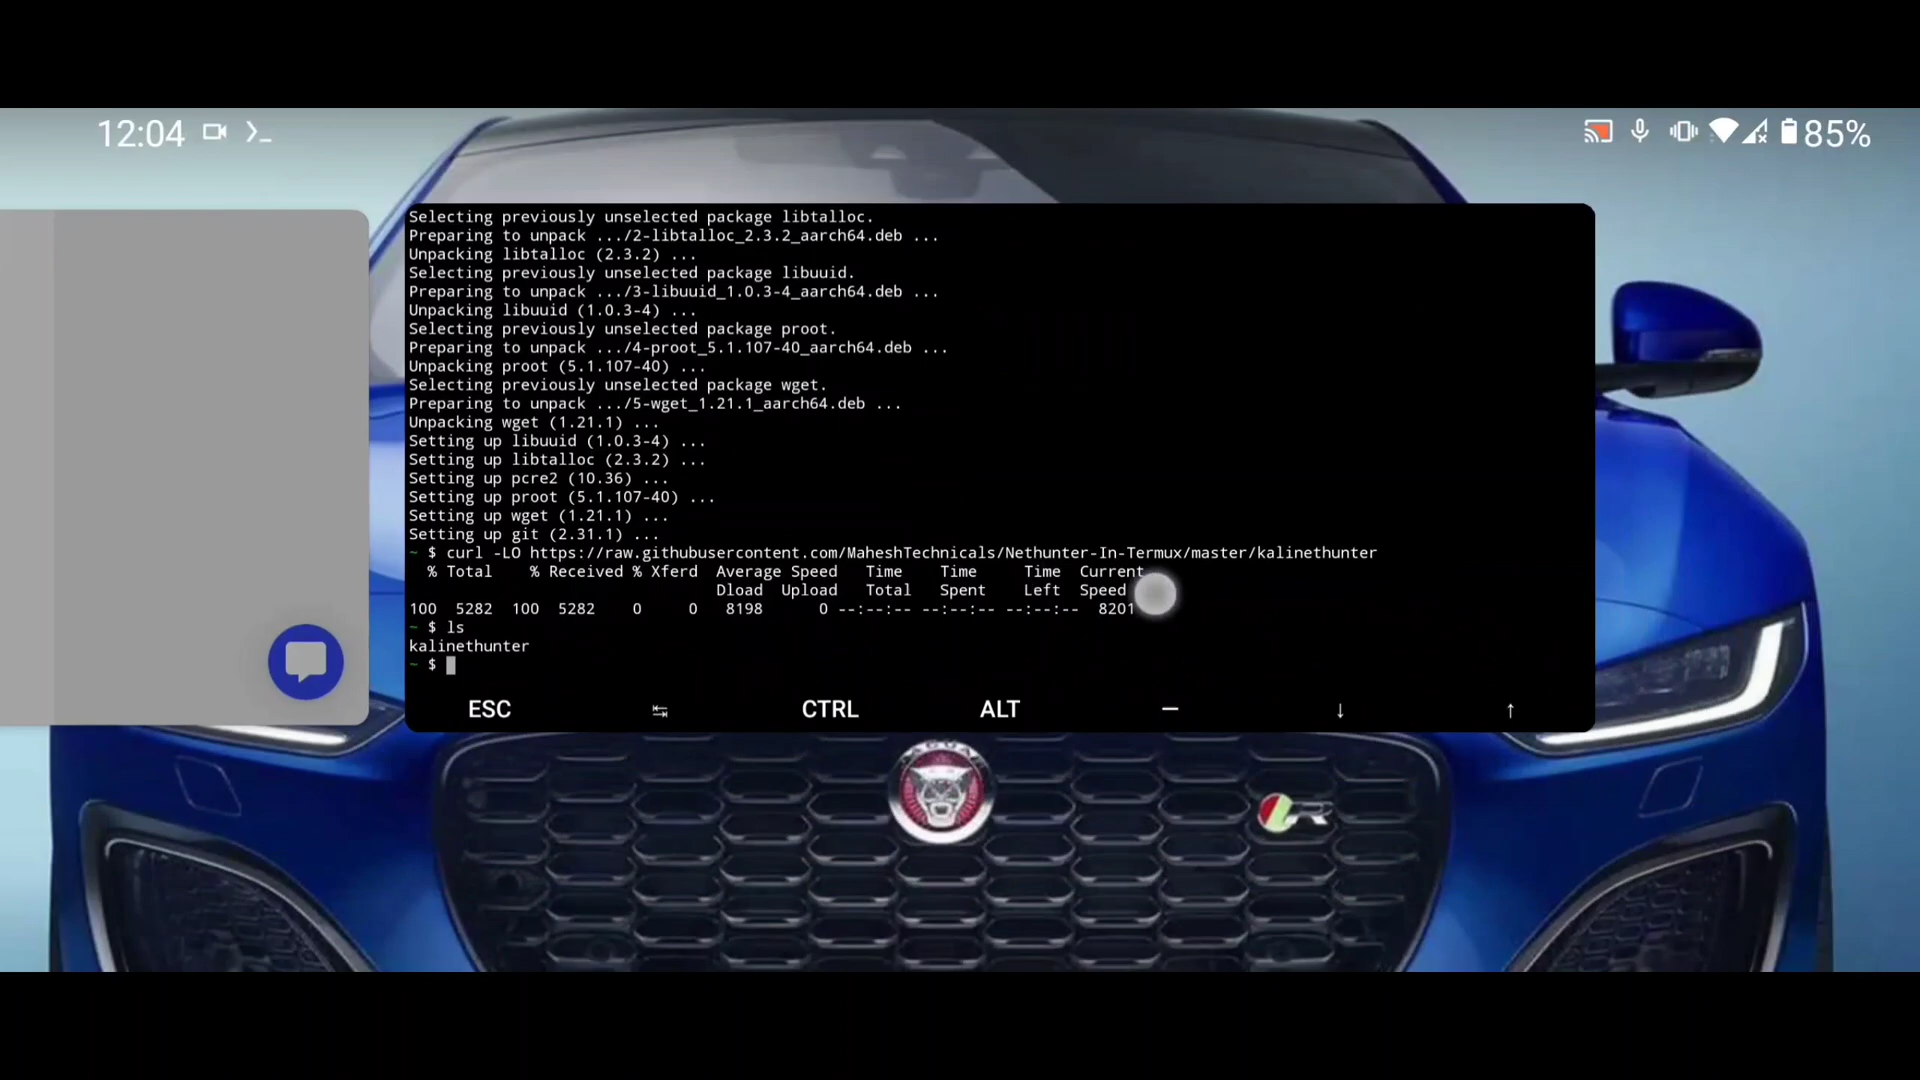 12:04
85%
Selecting previously unselected package libtalloc.
Preparing to unpack .../2-libtalloc_2.3.2_aarch64.deb ...
Unpacking libtalloc (2.3.2) ...
Selecting previously unselected package libuuid.
Preparing to unpack .../3-libuuid_1.0.3-4_aarch64.deb ...
Unpacking libuuid (1.0.3-4) ...
Selecting previously unselected package proot.
Preparing to unpack .../4-proot_5.1.107-40_aarch64.deb ...
Unpacking proot (5.1.107-40) ...
Selecting previously unselected package wget.
Preparing to unpack .../5-wget_1.21.1_aarch64.deb ...
Unpacking wget (1.21.1) ...
Setting up libuuid (1.0.3-4) ...
Setting up libtalloc (2.3.2) ...
Setting up pcre2 (10.36) ...
Setting up proot (5.1.107-40) ...
Setting up wget (1.21.1) ...
Setting up git (2.31.1) ...
~ $ curl -LO https://raw.githubusercontent.com/MaheshTechnicals/Nethunter-In-Termux/master/kalinethunter
% Total % Received % Xferd Average Speed Time Time Time Current
Dload Upload Total Spent Left Speed
100 5282 100 5282 0 0 8198 0 --:--:-- --:--:-- --:--:-- 8201
~ $ ls
kalinethunter
~ $
ESC CTRL ALT — ↓ ↑
JAGUAR
R